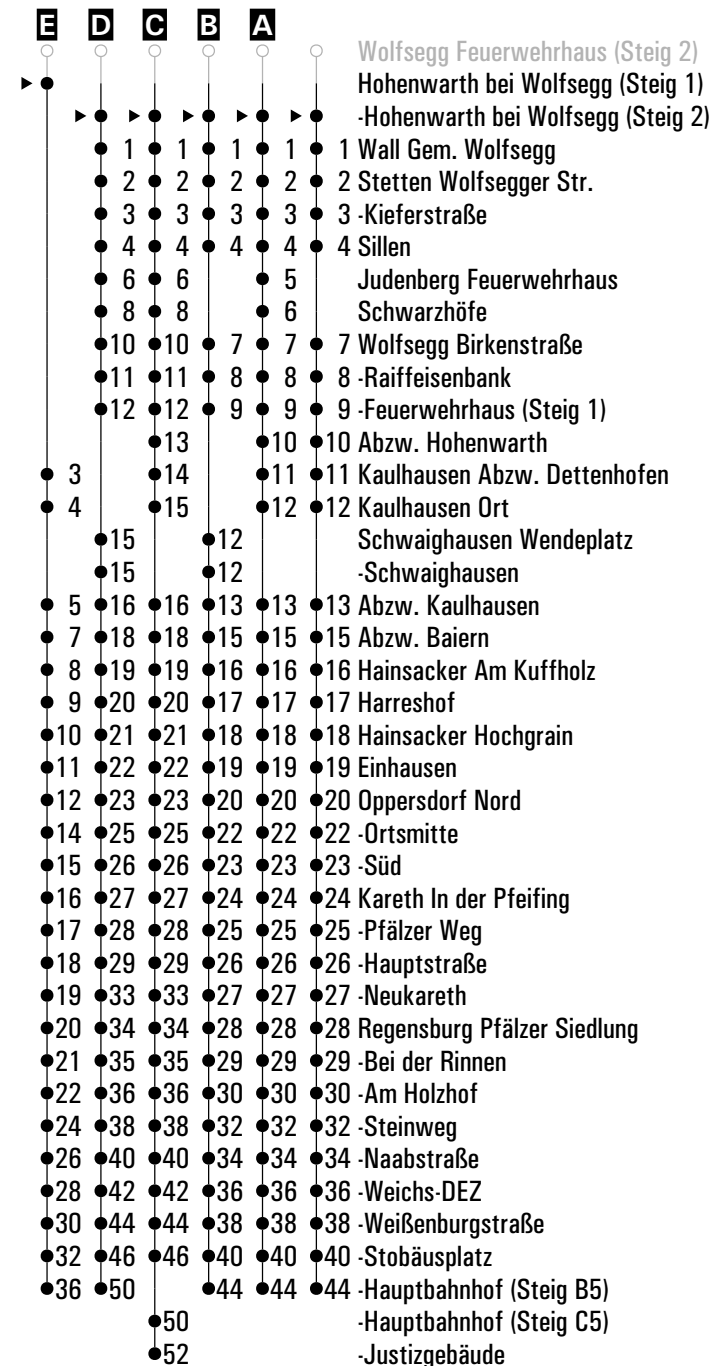 E D C B A
Wolfsegg Feuerwehrhaus (Steig 2)
Hohenwarth bei Wolfsegg (Steig 1)
-Hohenwarth bei Wolfsegg (Steig 2)
1 1 1 1 1 Wall Gem. Wolfsegg
2 2 2 2 2 Stetten Wolfsegger Str.
3 3 3 3 3 -Kieferstraße
4 4 4 4 4 Sillen
6 6 5 Judenberg Feuerwehrhaus
8 8 6 Schwarzhöfe
10 10 7 7 7 Wolfsegg Birkenstraße
11 11 8 8 8 -Raiffeisenbank
12 12 9 9 9 -Feuerwehrhaus (Steig 1)
13 10 10 Abzw. Hohenwarth
3 14 11 11 Kaulhausen Abzw. Dettenhofen
4 15 12 12 Kaulhausen Ort
15 12 Schwaighausen Wendeplatz
15 12 -Schwaighausen
5 16 16 13 13 13 Abzw. Kaulhausen
7 18 18 15 15 15 Abzw. Baiern
8 19 19 16 16 16 Hainsacker Am Kuffholz
9 20 20 17 17 17 Harreshof
10 21 21 18 18 18 Hainsacker Hochgrain
11 22 22 19 19 19 Einhausen
12 23 23 20 20 20 Oppersdorf Nord
14 25 25 22 22 22 -Ortsmitte
15 26 26 23 23 23 -Süd
16 27 27 24 24 24 Kareth In der Pfeifing
17 28 28 25 25 25 -Pfälzer Weg
18 29 29 26 26 26 -Hauptstraße
19 33 33 27 27 27 -Neukareth
20 34 34 28 28 28 Regensburg Pfälzer Siedlung
21 35 35 29 29 29 -Bei der Rinnen
22 36 36 30 30 30 -Am Holzhof
24 38 38 32 32 32 -Steinweg
26 40 40 34 34 34 -Naabstraße
28 42 42 36 36 36 -Weichs-DEZ
30 44 44 38 38 38 -Weißenburgstraße
32 46 46 40 40 40 -Stobäusplatz
36 50 44 44 44 -Hauptbahnhof (Steig B5)
50 -Hauptbahnhof (Steig C5)
52 -Justizgebäude